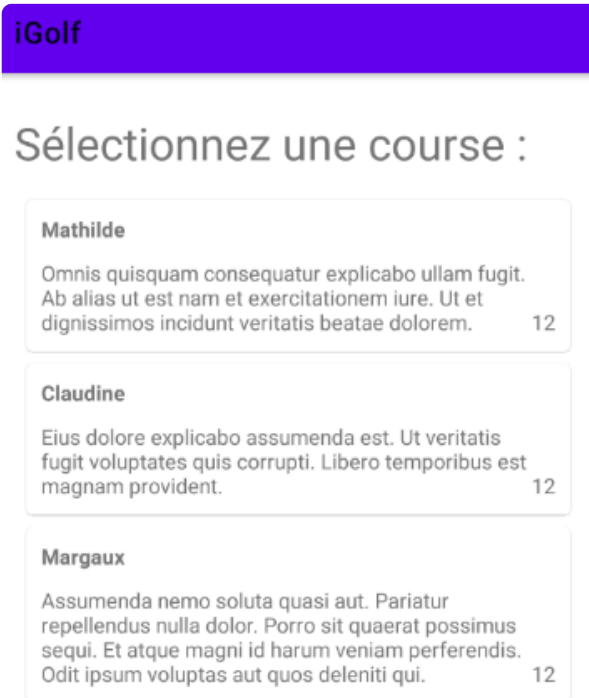 iGolf
Sélectionnez une course :
Mathilde
Omnis quisquam consequatur explicabo ullam fugit.
Ab alias ut est nam et exercitationem iure. Ut et
dignissimos incidunt veritatis beatae dolorem. 12
Claudine
Eius dolore explicabo assumenda est. Ut veritatis
fugit voluptates quis corrupti. Libero temporibus est
magnam provident. 12
Margaux
Assumenda nemo soluta quasi aut. Pariatur
repellendus nulla dolor. Porro sit quaerat possimus
sequi. Et atque magni id harum veniam perferendis.
Odit ipsum voluptas aut quos deleniti qui. 12